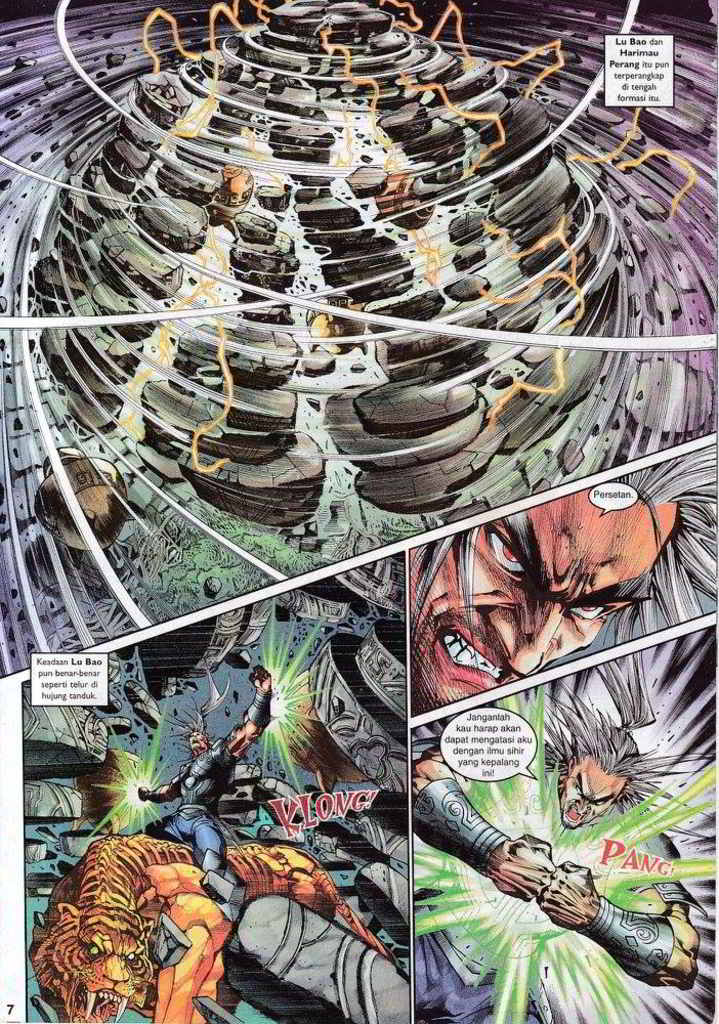 Lu Bao dan
Harimau
Perang itu pun
terperangkap
di tengah
formasi itu.
Persetan.
Keadaan Lu Bao
pun benar-benar
seperti telur di
hujung tanduk.
KLONG!
Janganlah
kau harap akan
dapat mengatasi aku
dengan ilmu sihir
yang kepalang
ini!
PANG!
7